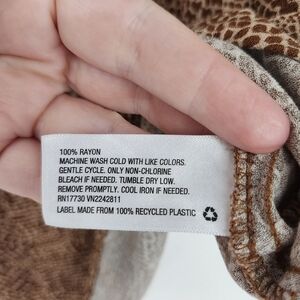 100% RAYON
MACHINE WASH COLD WITH LIKE COLORS.
GENTLE CYCLE. ONLY NON-CHLORINE
BLEACH IF NEEDED. TUMBLE DRY LOW.
REMOVE PROMPTLY. COOL IRON IF NEEDED.
RN17730 VN2242811
LABEL MADE FROM 100% RECYCLED PLASTIC